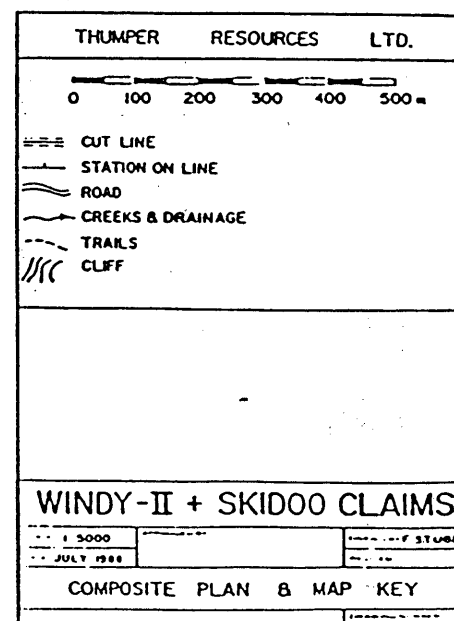 THUMPER RESOURCES LTD.
0 100 200 300 400 500 m
CUT LINE
STATION ON LINE
ROAD
CREEKS & DRAINAGE
TRAILS
CLIFF
WINDY-II + SKIDOO CLAIMS
1 5000
JULY 1988
COMPOSITE PLAN & MAP KEY